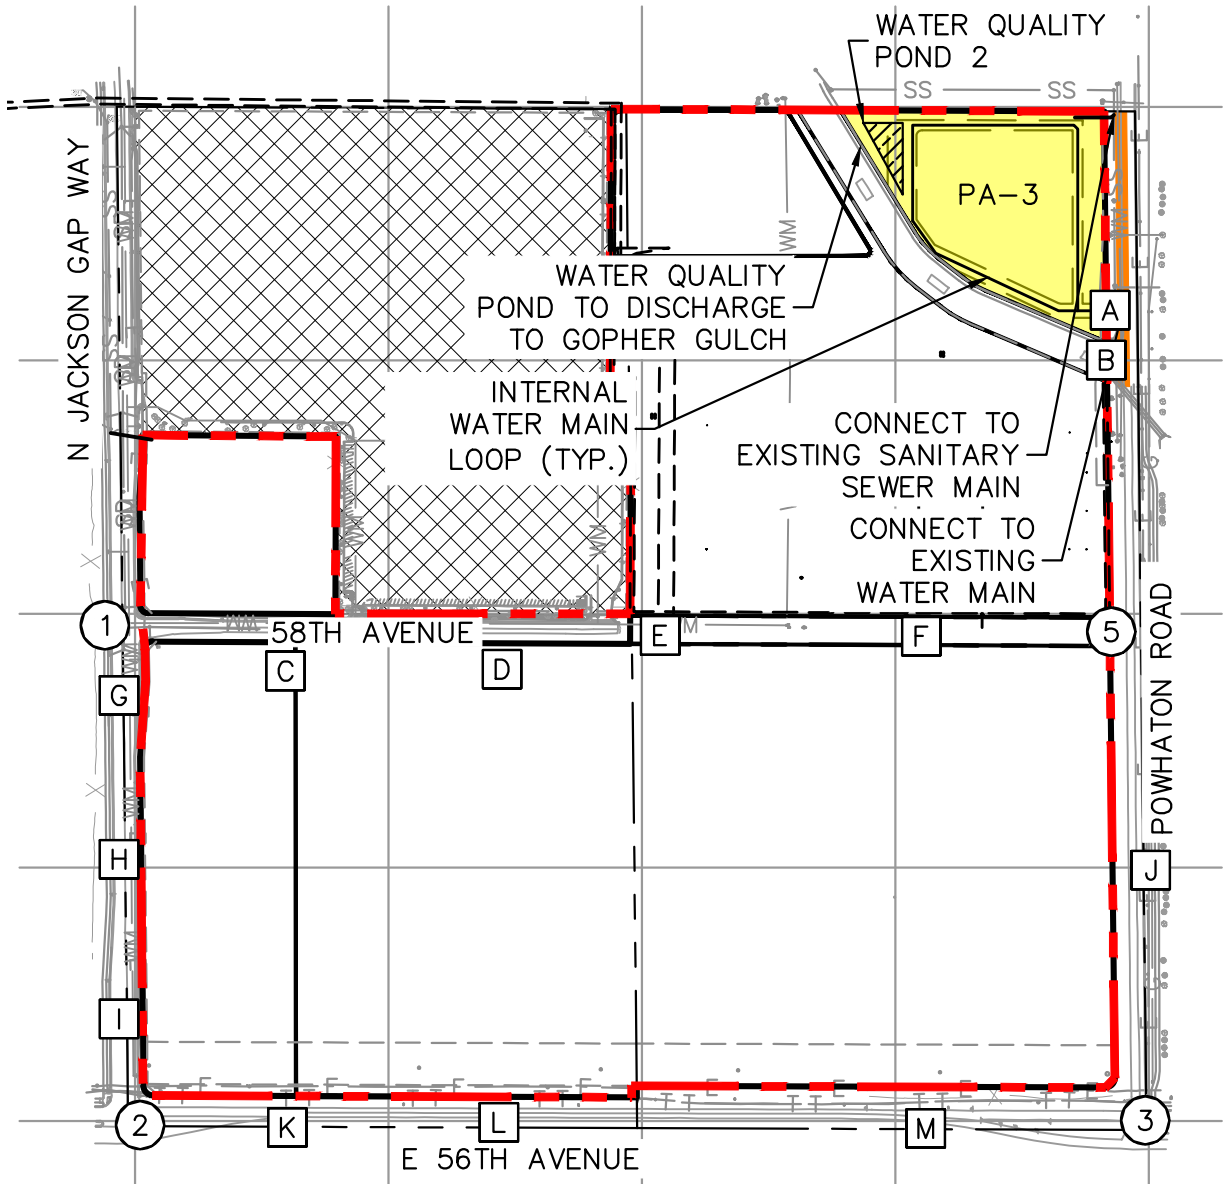 WATER QUALITY
POND 2
SS SS
PA-3
N JACKSON GAP WAY
WM
WATER QUALITY
POND TO DISCHARGE
TO GOPHER GULCH
A
B
INTERNAL
WATER MAIN
LOOP (TYP.)
CONNECT TO
EXISTING SANITARY
SEWER MAIN
CONNECT TO
EXISTING
WATER MAIN
WM
POWHATON ROAD
1
58TH AVENUE
E
F
5
C
D
G
H
J
I
2
K
L
M
3
E 56TH AVENUE